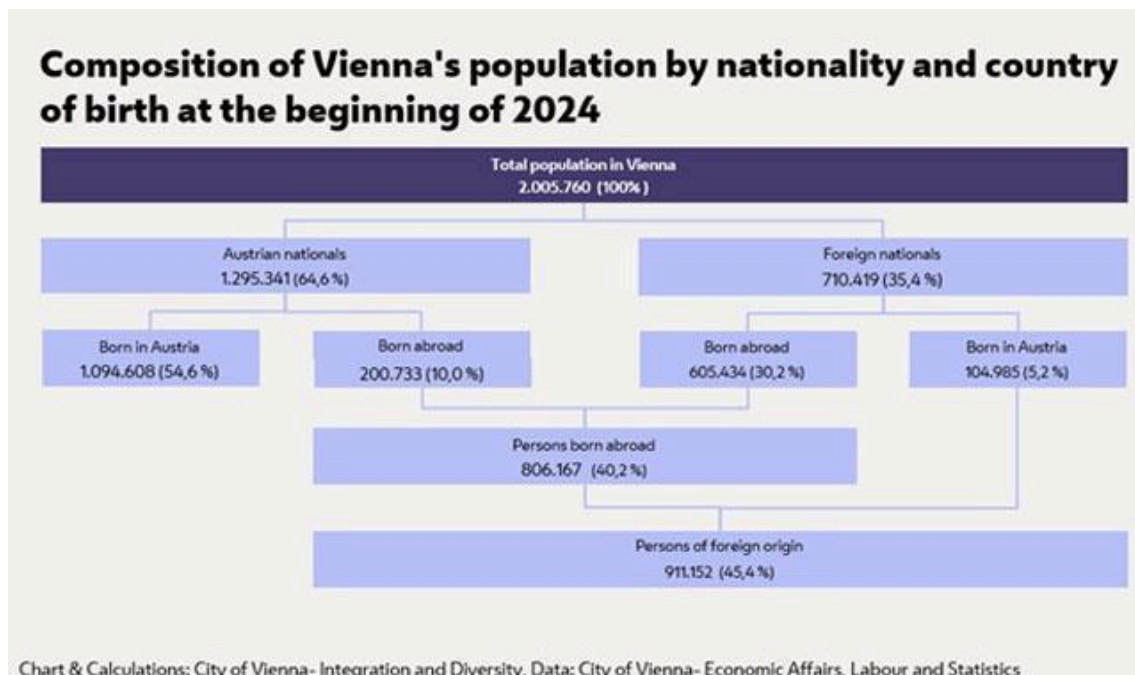 Composition of Vienna's population by nationality and country
of birth at the beginning of 2024
Total population in Vienna
2.005.760 (100% )
Austrian nationals
1.295.341 (64,6 %)
Foreign nationals
710.419 (35,4 %)
Born in Austria
1.094.608 (54,6 %)
Born abroad
200.733 (10,0 %)
Born abroad
605.434 (30,2 %)
Born in Austria
104.985 (5,2 %)
Persons born abroad
806.167 (40,2 %)
Persons of foreign origin
911.152 (45,4 %)
Chart & Calculations: City of Vienna- Integration and Diversity, Data: City of Vienna- Economic Affairs, Labour and Statistics